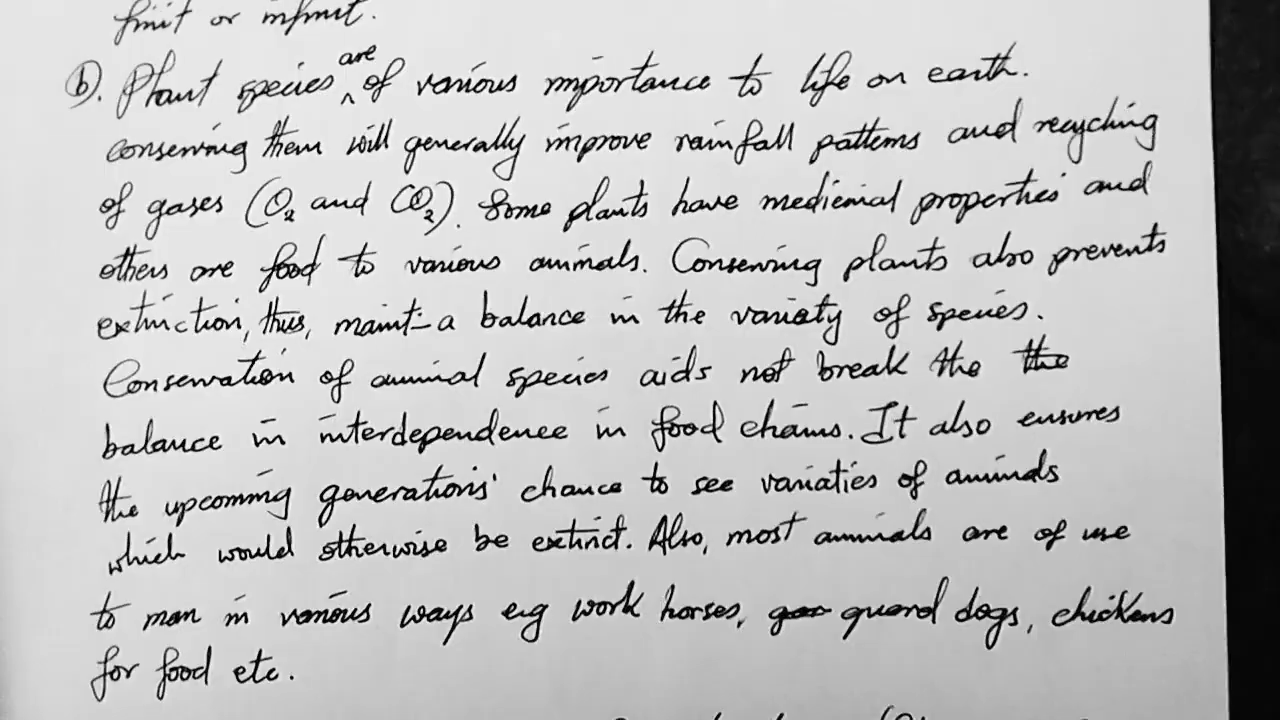 finit or infinit.
b). Plant species are of various importance to life on earth.
conserving them will generally improve rainfall patterns and recycling
of gases (O₂ and CO₂). Some plants have medicinal properties and
others are food to various animals. Conserving plants also prevents
extinction, thus, maint- a balance in the variaty of species.
Conservation of animal species aids not break the the
balance in interdependence in food chains. It also ensures
the upcomming generations' chance to see variaties of animals
which would otherwise be extinct. Also, most animals are of use
to man in various ways e.g work horses, guard dogs, chickens
for food etc.